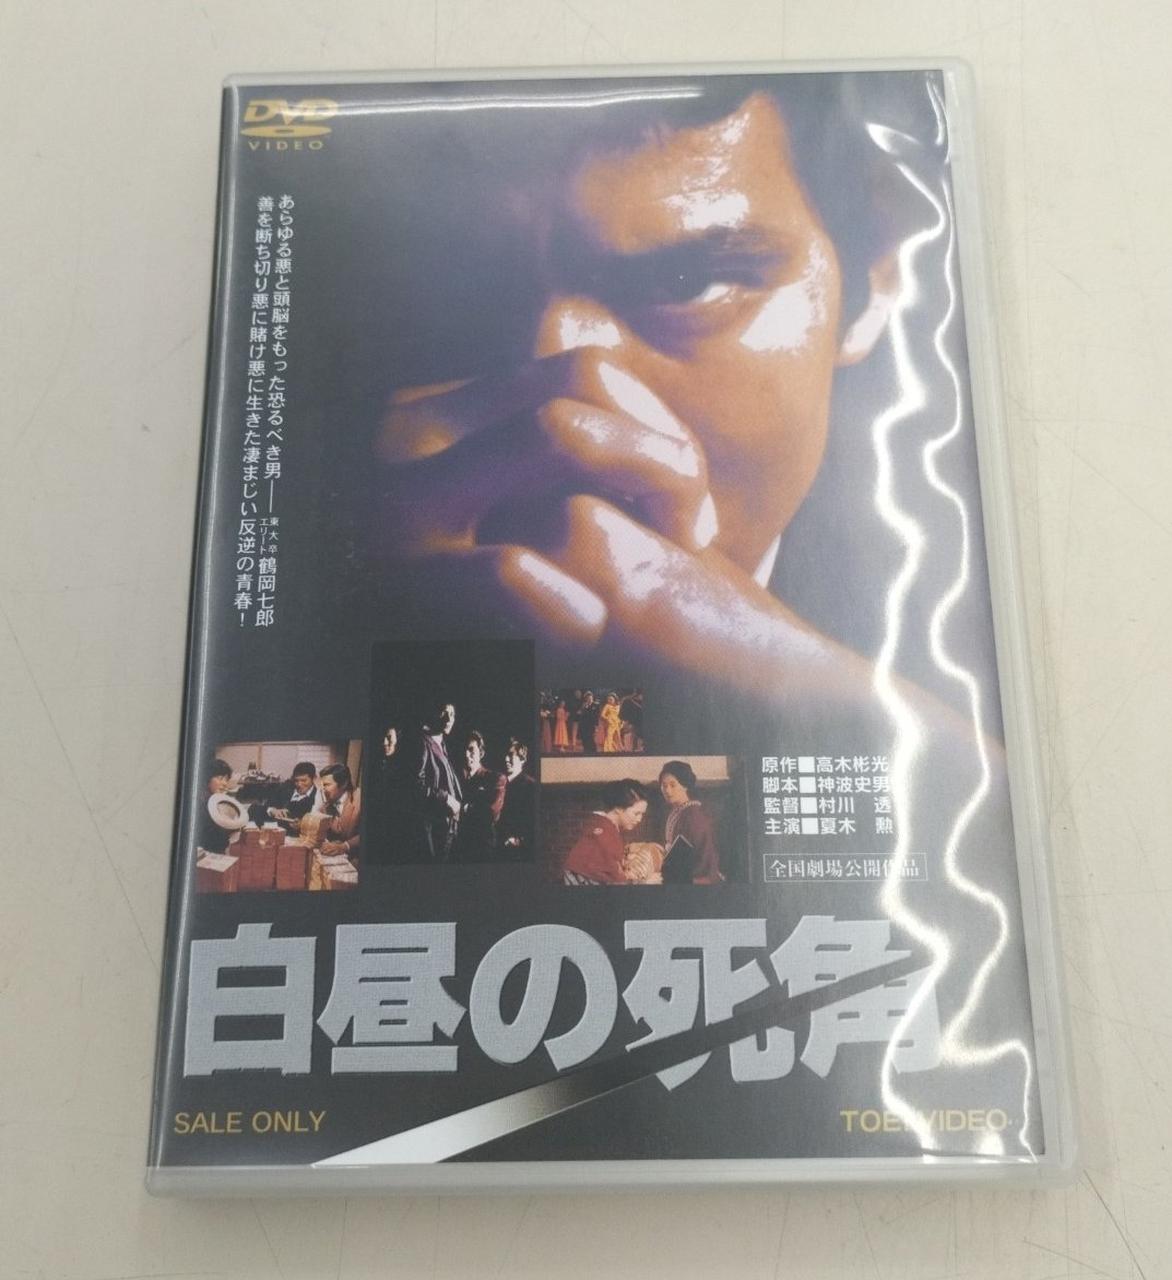 DVD
VIDEO
あらゆる悪と頭脳をもった恐るべき男——東大卒エリート鶴岡七郎
善を断ち切り悪に賭け悪に生きた凄まじい反逆の青春!
原作■高木彬光
脚本■神波史男
監督■村川 透
主演■夏木 勲
全国劇場公開作品
白昼の死角
SALE ONLY
TOEI VIDEO